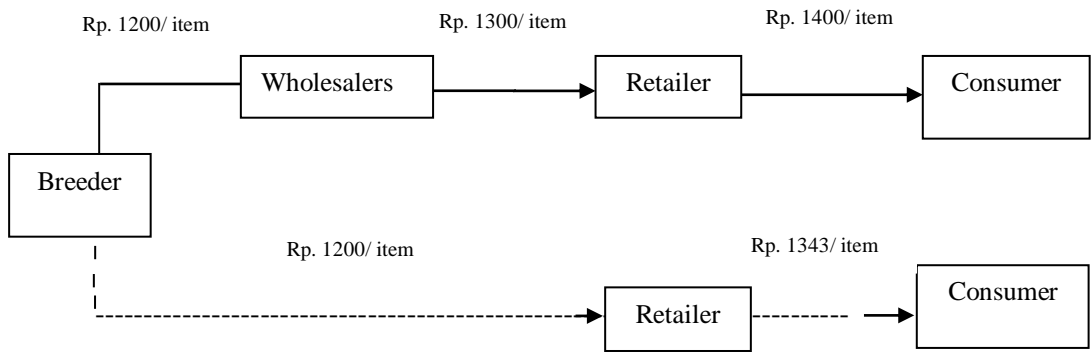 Rp. 1200/ item
Rp. 1300/ item
Rp. 1400/ item
Wholesalers
Retailer
Consumer
Breeder
Rp. 1200/ item
Rp. 1343/ item
Retailer
Consumer